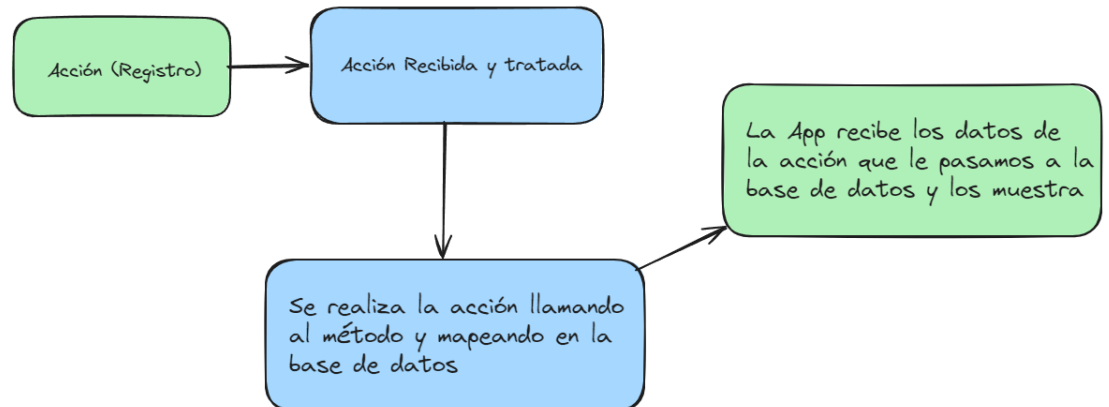 Acción (Registro)
Acción Recibida y tratada
La App recibe los datos de
la acción que le pasamos a la
base de datos y los muestra
Se realiza la acción llamando
al método y mapeando en la
base de datos